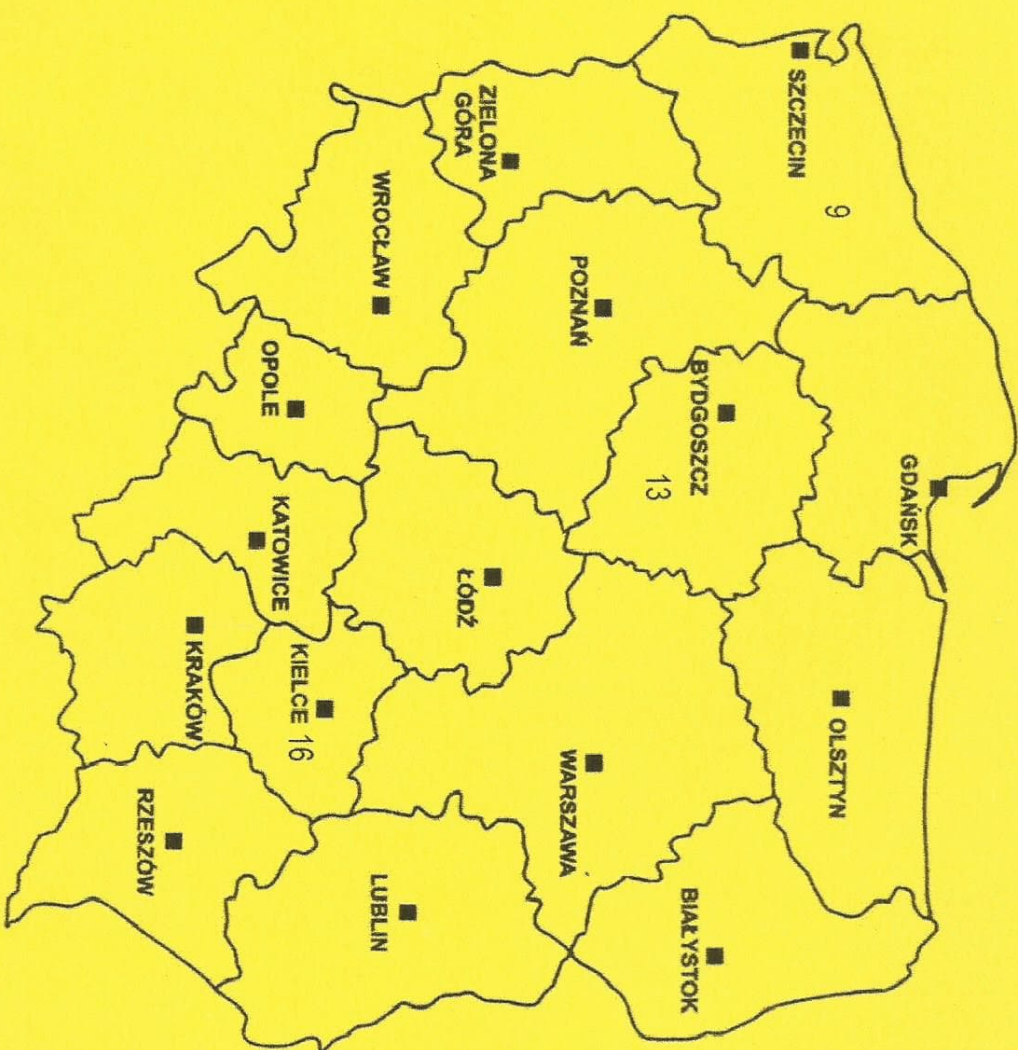 SZCZECIN
9
GDAŃSK
OLSZTYN
BYDGOSZCZ
13
BIAŁYSTOK
POZNAŃ
ZIELONA
GÓRA
WARSZAWA
ŁÓDŹ
WROCŁAW
LUBLIN
OPOLE
KIELCE 16
KATOWICE
KRAKÓW
RZESZÓW